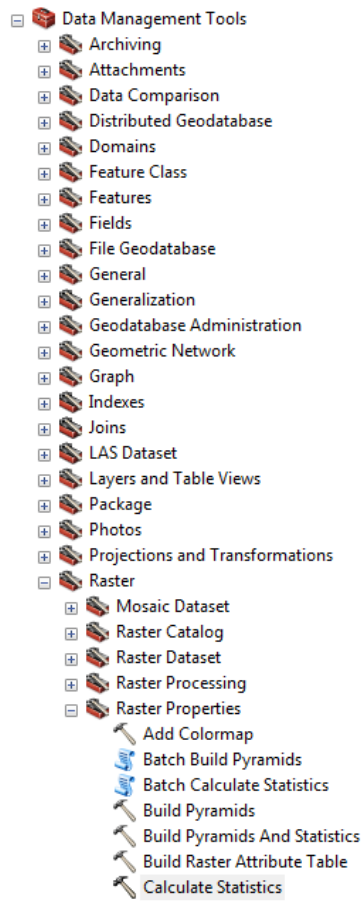 Data Management Tools
Archiving
Attachments
Data Comparison
Distributed Geodatabase
Domains
Feature Class
Features
Fields
File Geodatabase
General
Generalization
Geodatabase Administration
Geometric Network
Graph
Indexes
Joins
LAS Dataset
Layers and Table Views
Package
Photos
Projections and Transformations
Raster
Mosaic Dataset
Raster Catalog
Raster Dataset
Raster Processing
Raster Properties
Add Colormap
Batch Build Pyramids
Batch Calculate Statistics
Build Pyramids
Build Pyramids And Statistics
Build Raster Attribute Table
Calculate Statistics